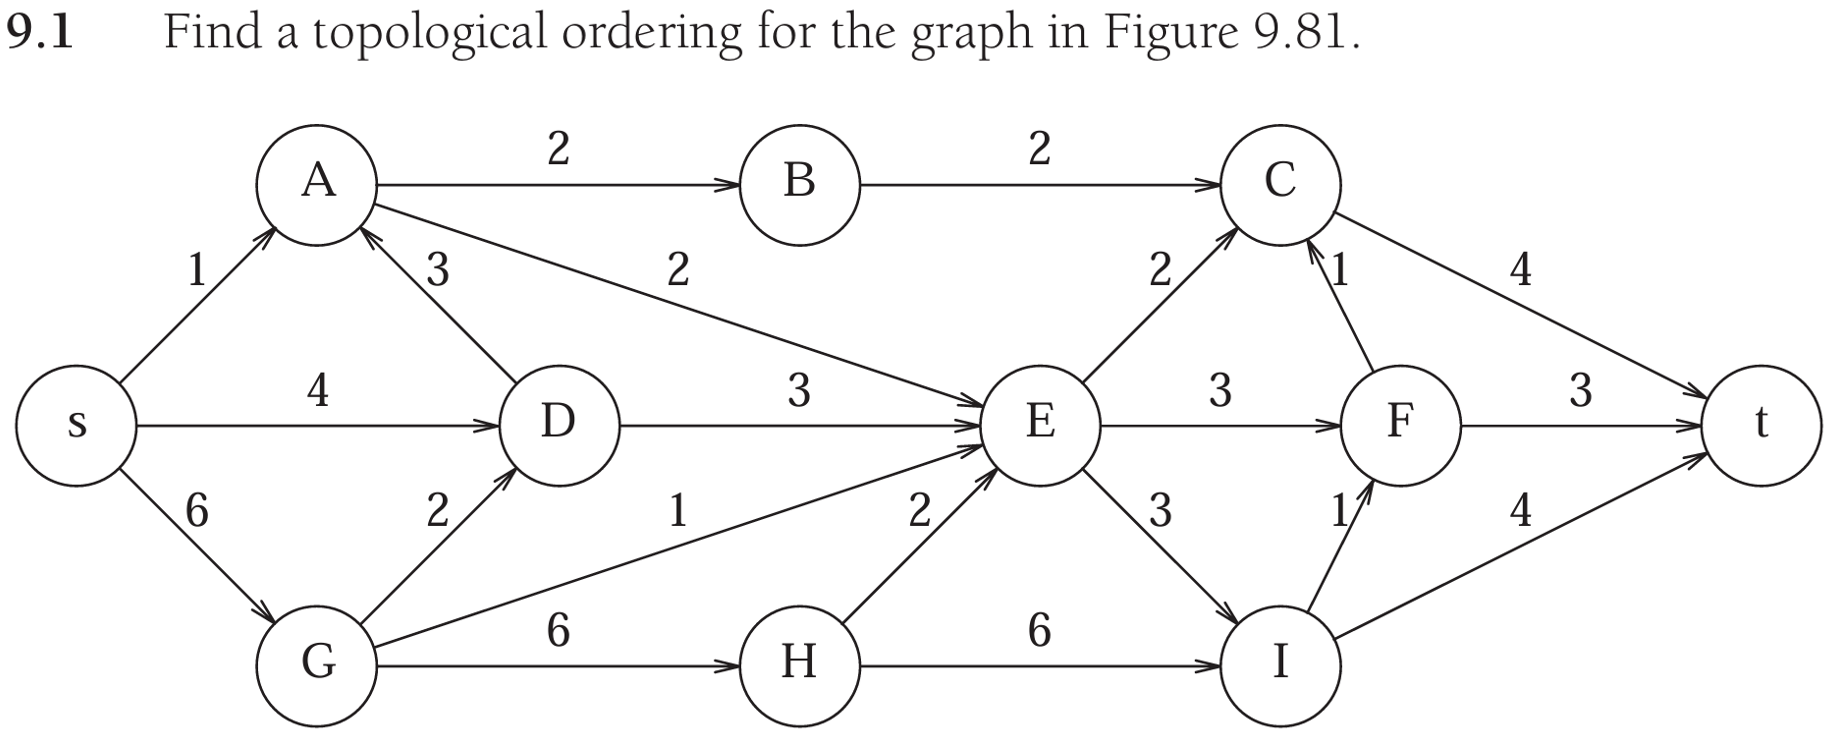 9.1 Find a topological ordering for the graph in Figure 9.81.
2 2
A B C
1 3 2 2 1 4
4 3 3 3
s D E F t
6 2 1 2 3 1 4
6 6
G H I